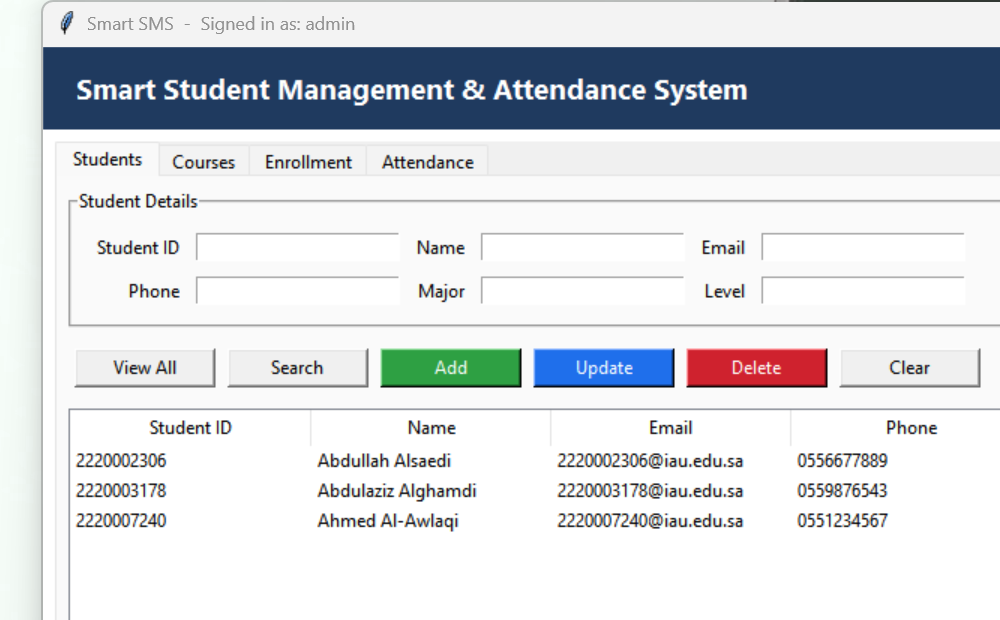 Smart SMS - Signed in as: admin
Smart Student Management & Attendance System
Students Courses Enrollment Attendance
Student Details
Student ID Name Email
Phone Major Level
View All Search Add Update Delete Clear
Student ID Name Email Phone
2220002306 Abdullah Alsaedi 2220002306@iau.edu.sa 0556677889
2220003178 Abdulaziz Alghamdi 2220003178@iau.edu.sa 0559876543
2220007240 Ahmed Al-Awlaqi 2220007240@iau.edu.sa 0551234567